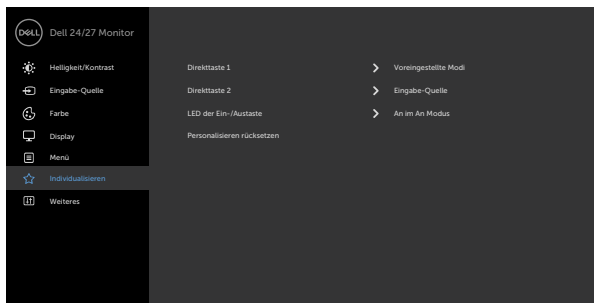 DELL
Dell 24/27 Monitor
Helligkeit/Kontrast
Eingabe-Quelle
Farbe
Display
Menü
Individualisieren
Weiteres
Direkttaste 1 Voreingestellte Modi
Direkttaste 2 Eingabe-Quelle
LED der Ein-/Austaste An im An Modus
Personalisieren rücksetzen